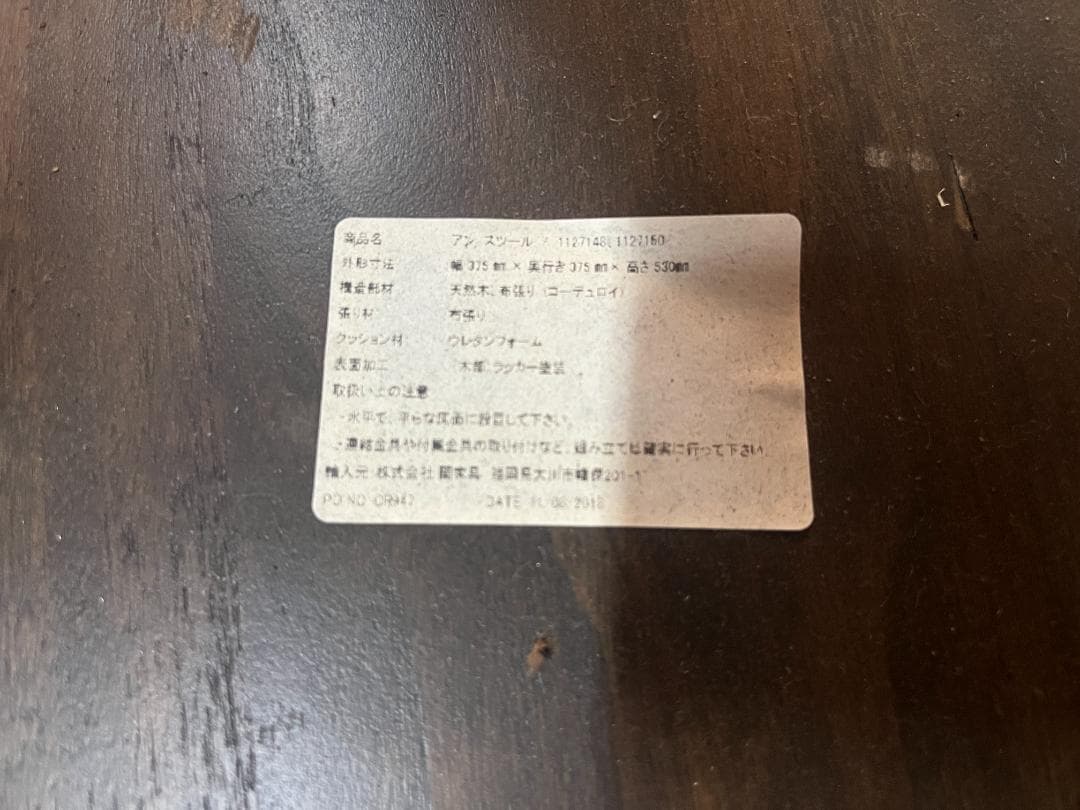 商品名 アン スツール / 1127148, 1127150
外形寸法 幅 375 mm × 奥行き 375 mm × 高さ 530mm
構造部材 天然木、布張り(コーデュロイ)
張り材: 布張り
クッション材: ウレタンフォーム
表面加工 木部:ラッカー塗装
取扱い上の注意
・水平で、平らな床面に設置して下さい。
・連結金具や付属金具の取り付けなど、組み立ては確実に行って下さい。
輸入元 株式会社 関家具 福岡県大川市幡保201-1
PO NO CR947 DATE